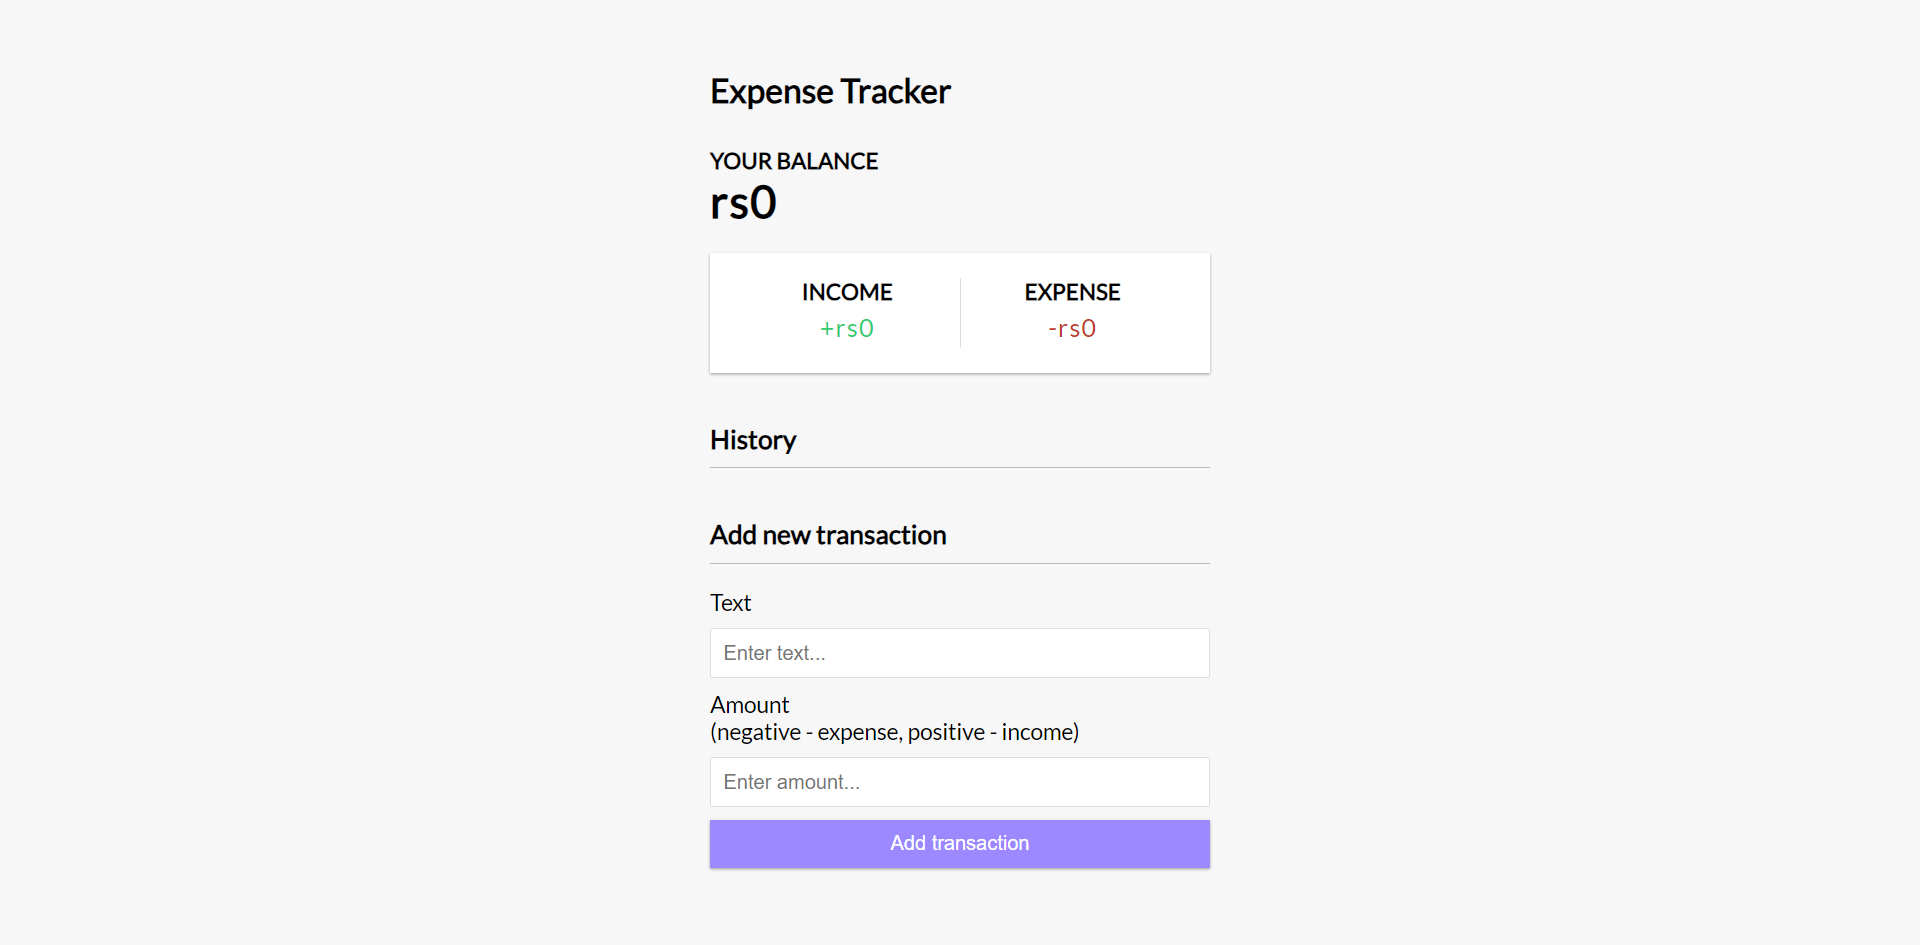 Expense Tracker
YOUR BALANCE
rs0
INCOME
+rs0
EXPENSE
-rs0
History
Add new transaction
Text
Enter text...
Amount
(negative - expense, positive - income)
Enter amount...
Add transaction